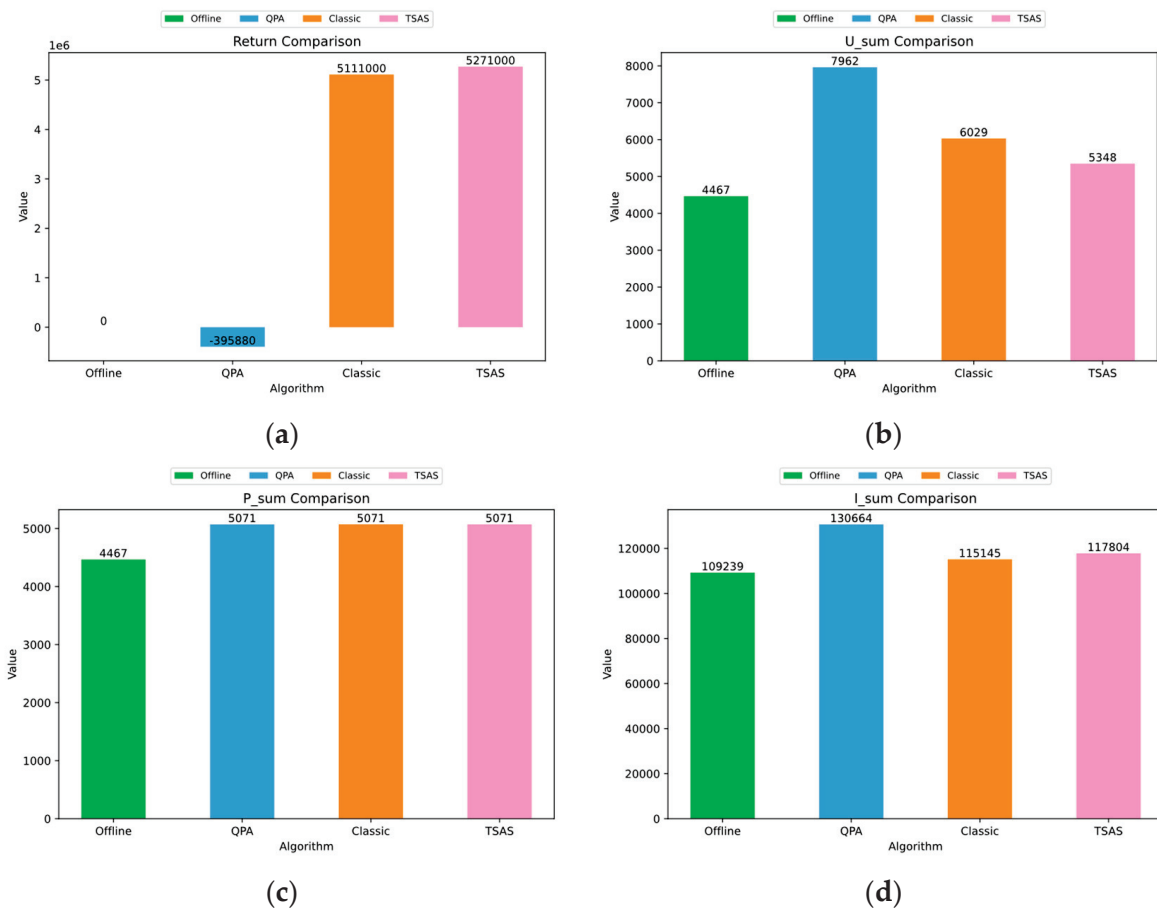 Offline QPA Classic TSAS
Return Comparison
1e6
5
4
3
2
1
0
Value
0
-395880
5111000
5271000
Offline QPA Classic TSAS
Algorithm
(a)
Offline QPA Classic TSAS
U_sum Comparison
8000
7000
6000
5000
4000
3000
2000
1000
0
Value
4467
7962
6029
5348
Offline QPA Classic TSAS
Algorithm
(b)
Offline QPA Classic TSAS
P_sum Comparison
5000
4000
3000
2000
1000
0
Value
4467
5071
5071
5071
Offline QPA Classic TSAS
Algorithm
(c)
Offline QPA Classic TSAS
I_sum Comparison
120000
100000
80000
60000
40000
20000
0
Value
109239
130664
115145
117804
Offline QPA Classic TSAS
Algorithm
(d)